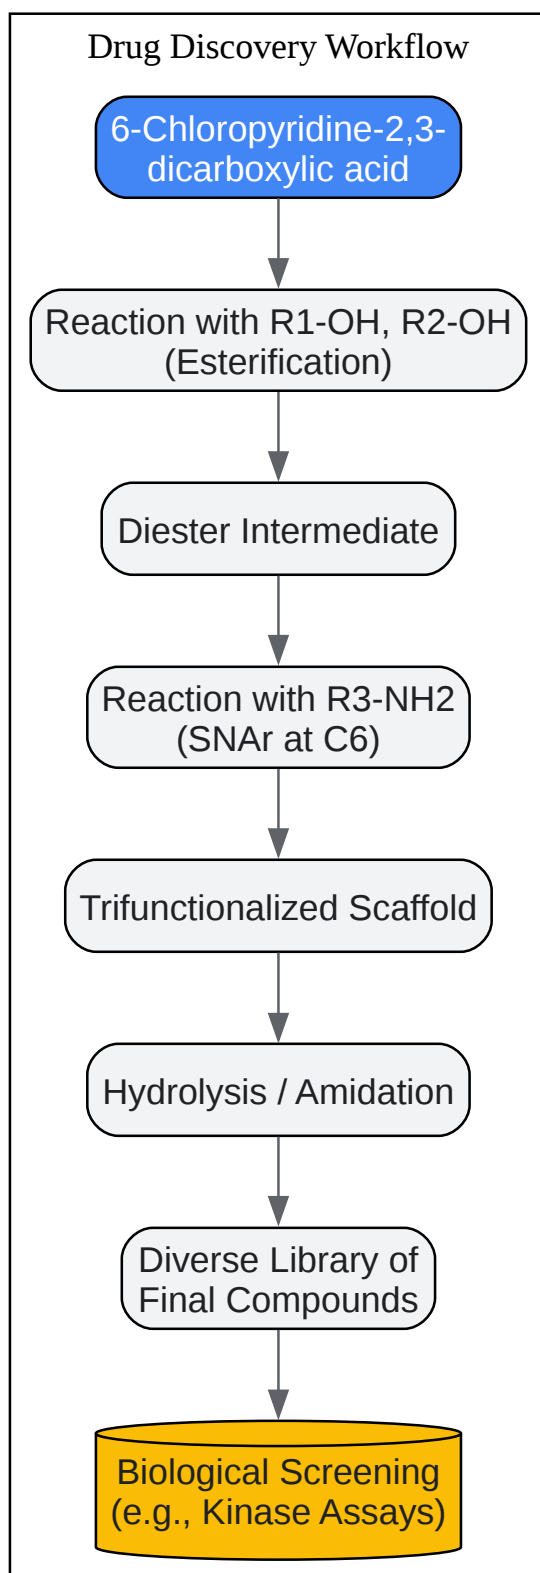 Drug Discovery Workflow
6-Chloropyridine-2,3-
dicarboxylic acid
Reaction with R1-OH, R2-OH
(Esterification)
Diester Intermediate
Reaction with R3-NH2
(SNAr at C6)
Trifunctionalized Scaffold
Hydrolysis / Amidation
Diverse Library of
Final Compounds
Biological Screening
(e.g., Kinase Assays)